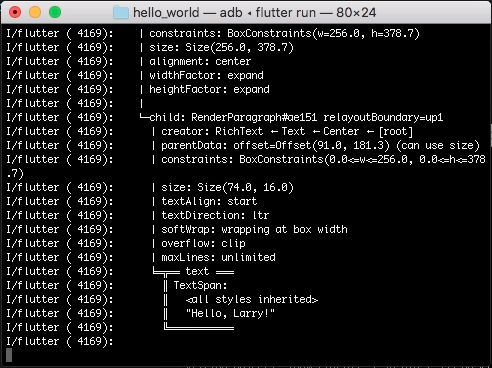 hello_world — adb ◂ flutter run — 80×24
I/flutter ( 4169):    │ constraints: BoxConstraints(w=256.0, h=378.7)
I/flutter ( 4169):    │ size: Size(256.0, 378.7)
I/flutter ( 4169):    │ alignment: center
I/flutter ( 4169):    │ widthFactor: expand
I/flutter ( 4169):    │ heightFactor: expand
I/flutter ( 4169):    │
I/flutter ( 4169):    └─child: RenderParagraph#ae151 relayoutBoundary=up1
I/flutter ( 4169):      │ creator: RichText ← Text ← Center ← [root]
I/flutter ( 4169):      │ parentData: offset=Offset(91.0, 181.3) (can use size)
I/flutter ( 4169):      │ constraints: BoxConstraints(0.0<=w<=256.0, 0.0<=h<=378
.7)
I/flutter ( 4169):      │ size: Size(74.0, 16.0)
I/flutter ( 4169):      │ textAlign: start
I/flutter ( 4169):      │ textDirection: ltr
I/flutter ( 4169):      │ softWrap: wrapping at box width
I/flutter ( 4169):      │ overflow: clip
I/flutter ( 4169):      │ maxLines: unlimited
I/flutter ( 4169):      ╘═╦══ text ═══
I/flutter ( 4169):        ║ TextSpan:
I/flutter ( 4169):        ║   <all styles inherited>
I/flutter ( 4169):        ║   "Hello, Larry!"
I/flutter ( 4169):        ╚═══════════
I/flutter ( 4169):